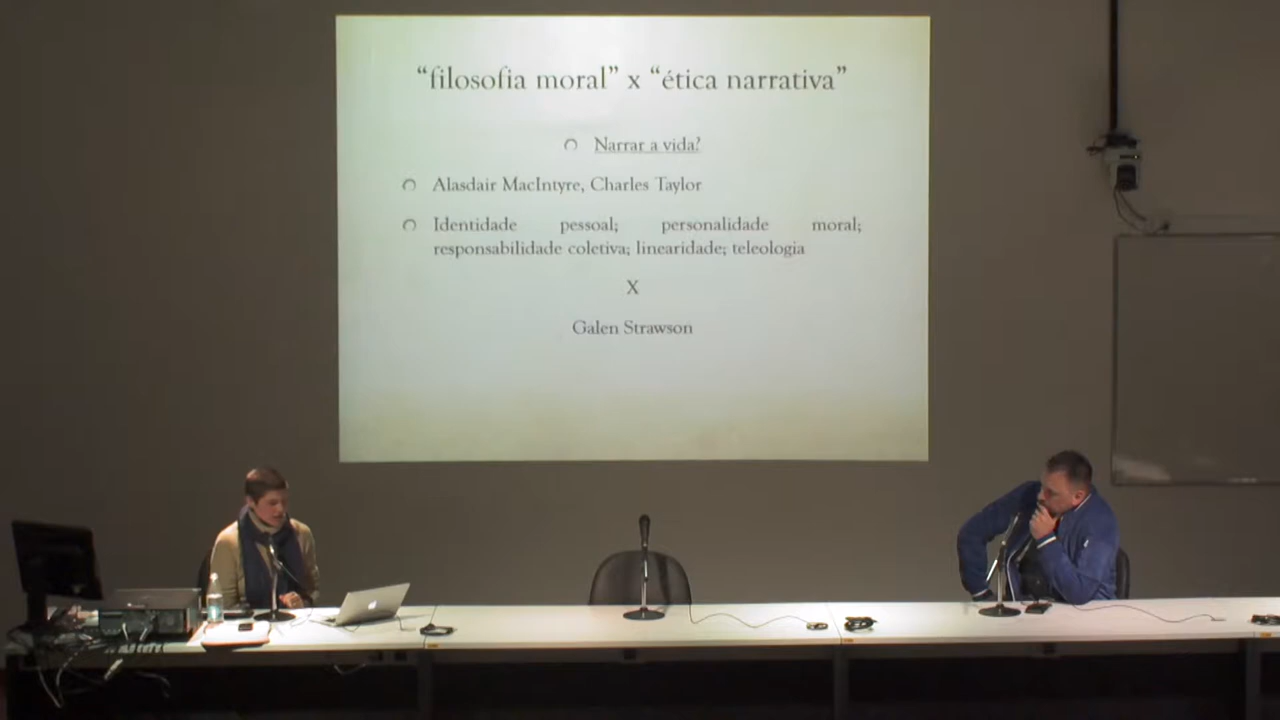 “filosofia moral” x “ética narrativa”
Narrar a vida?
Alasdair MacIntyre, Charles Taylor
Identidade pessoal; personalidade moral;
responsabilidade coletiva; linearidade; teleologia
X
Galen Strawson